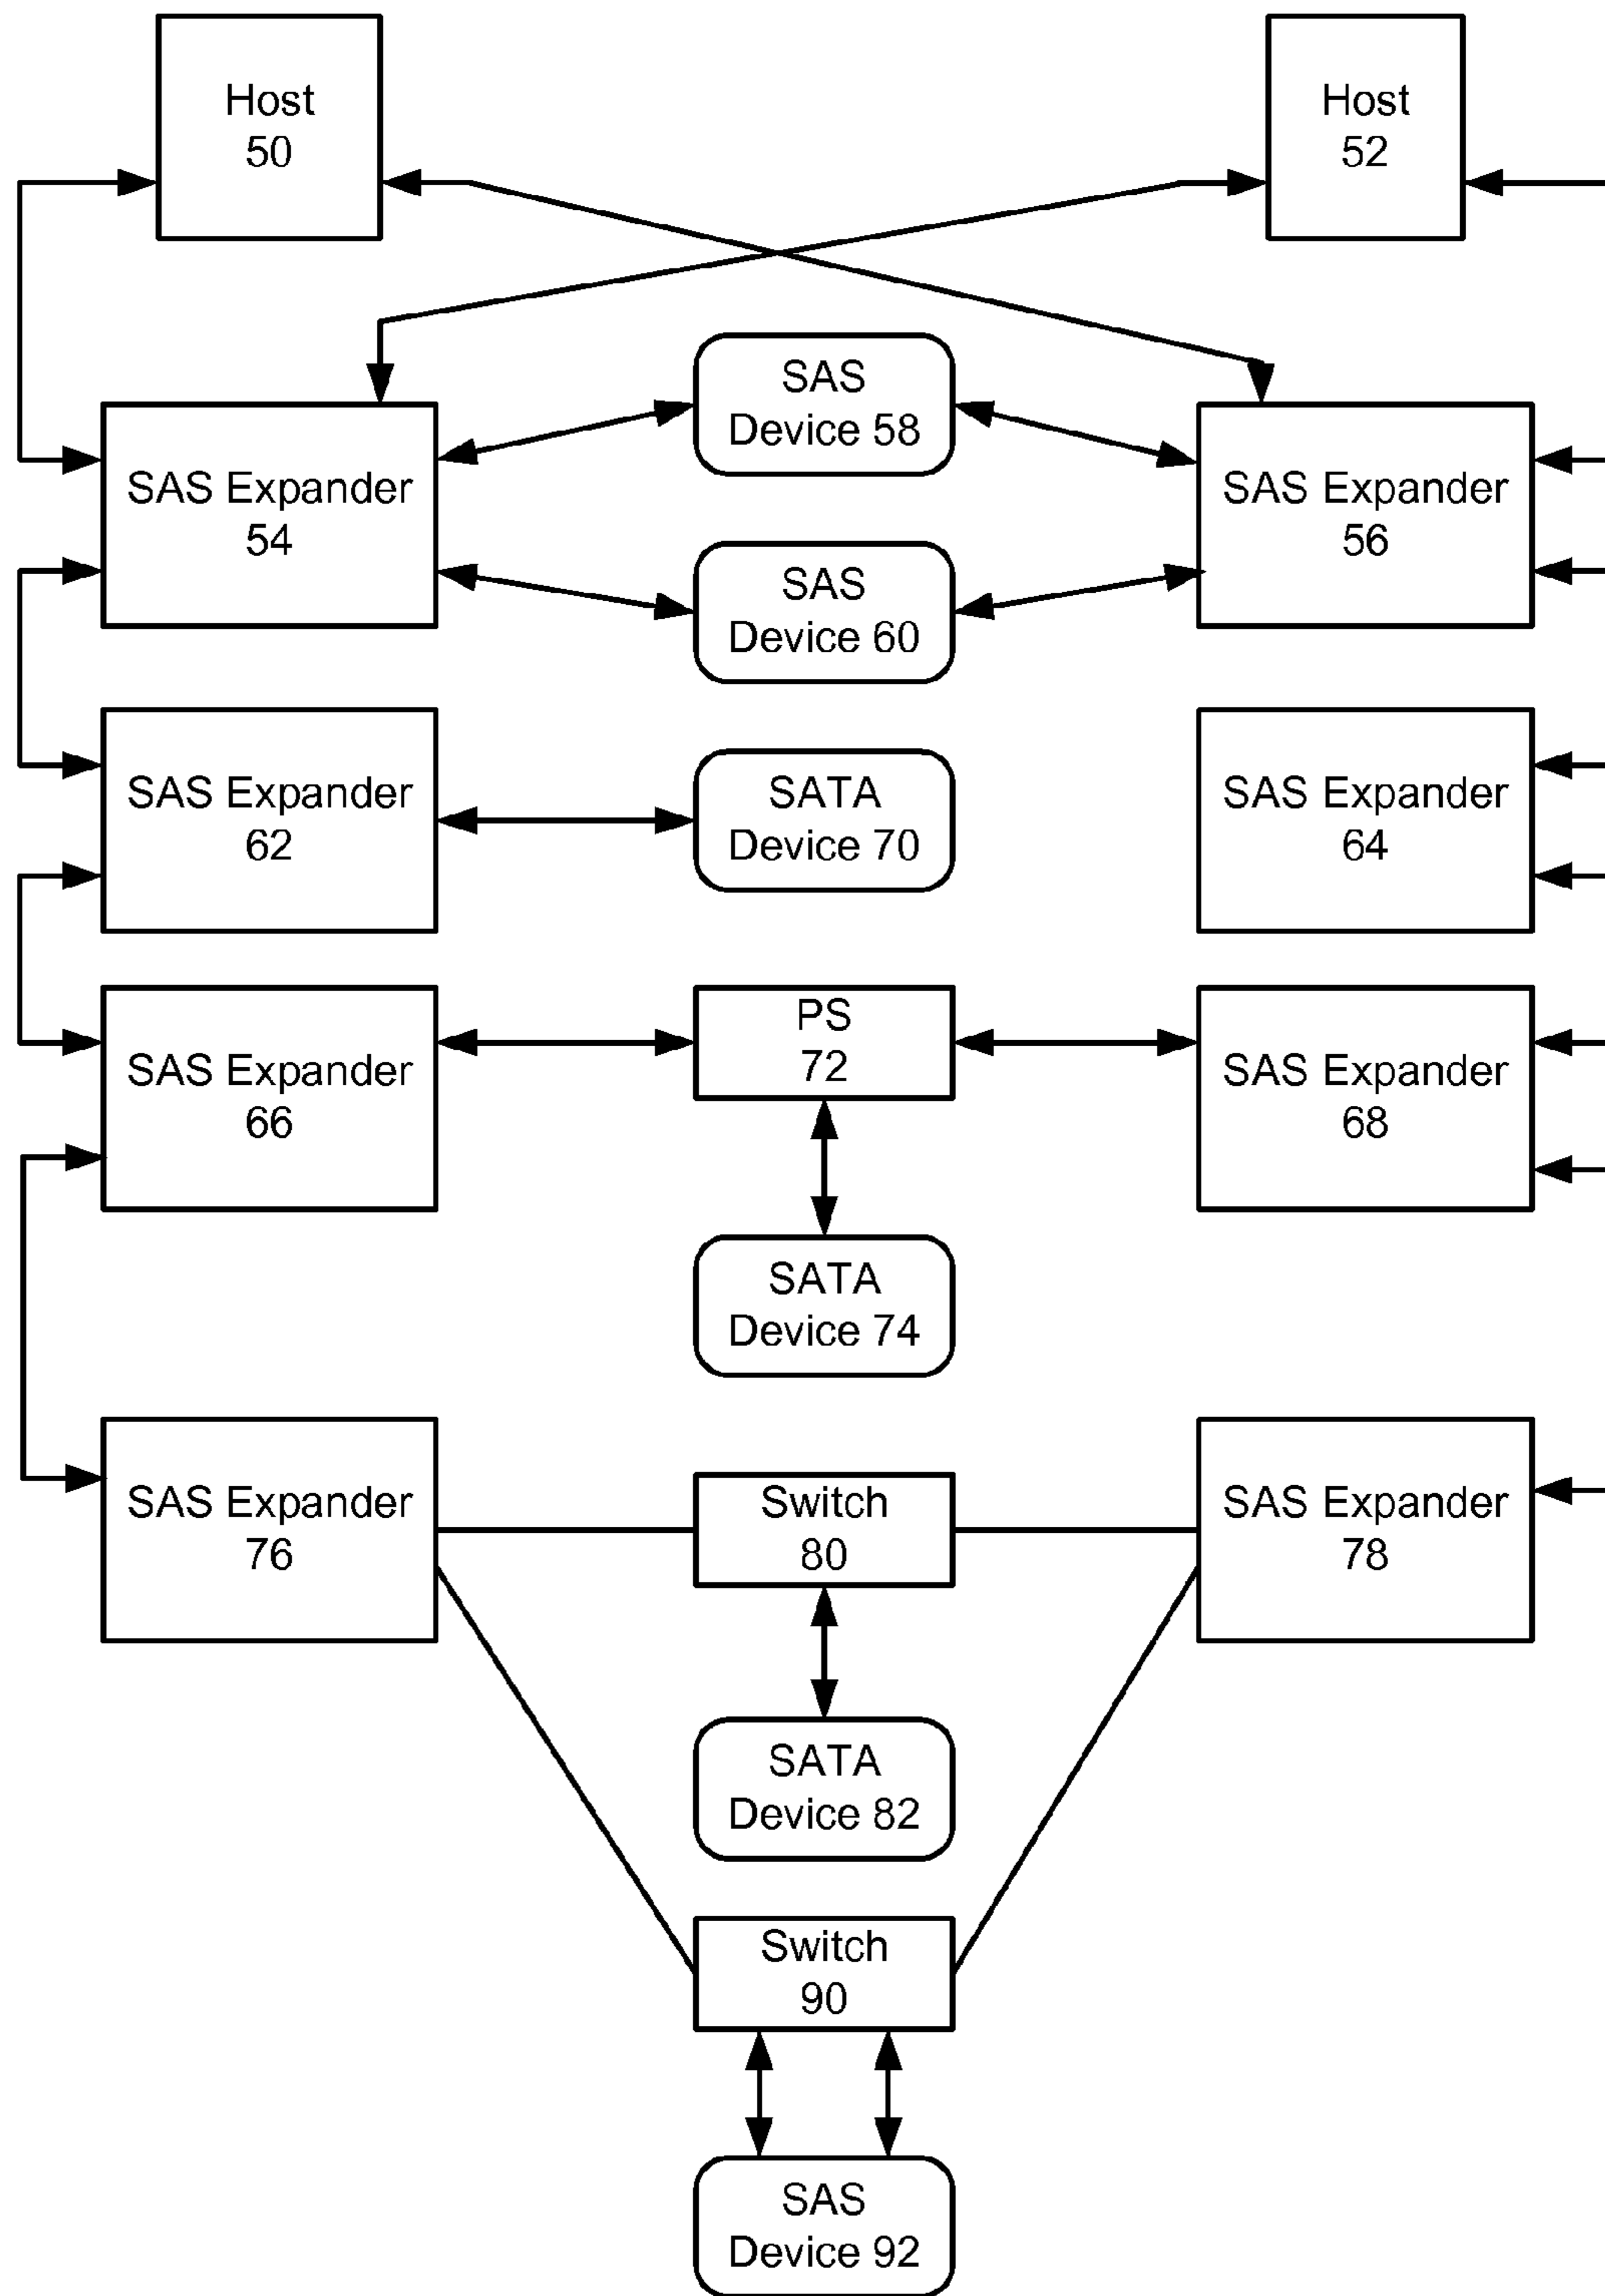 Host
50
Host
52
SAS
Device 58
SAS Expander
54
SAS Expander
56
SAS
Device 60
SAS Expander
62
SATA
Device 70
SAS Expander
64
PS
72
SAS Expander
66
SAS Expander
68
SATA
Device 74
SAS Expander
76
Switch
80
SAS Expander
78
SATA
Device 82
Switch
90
SAS
Device 92